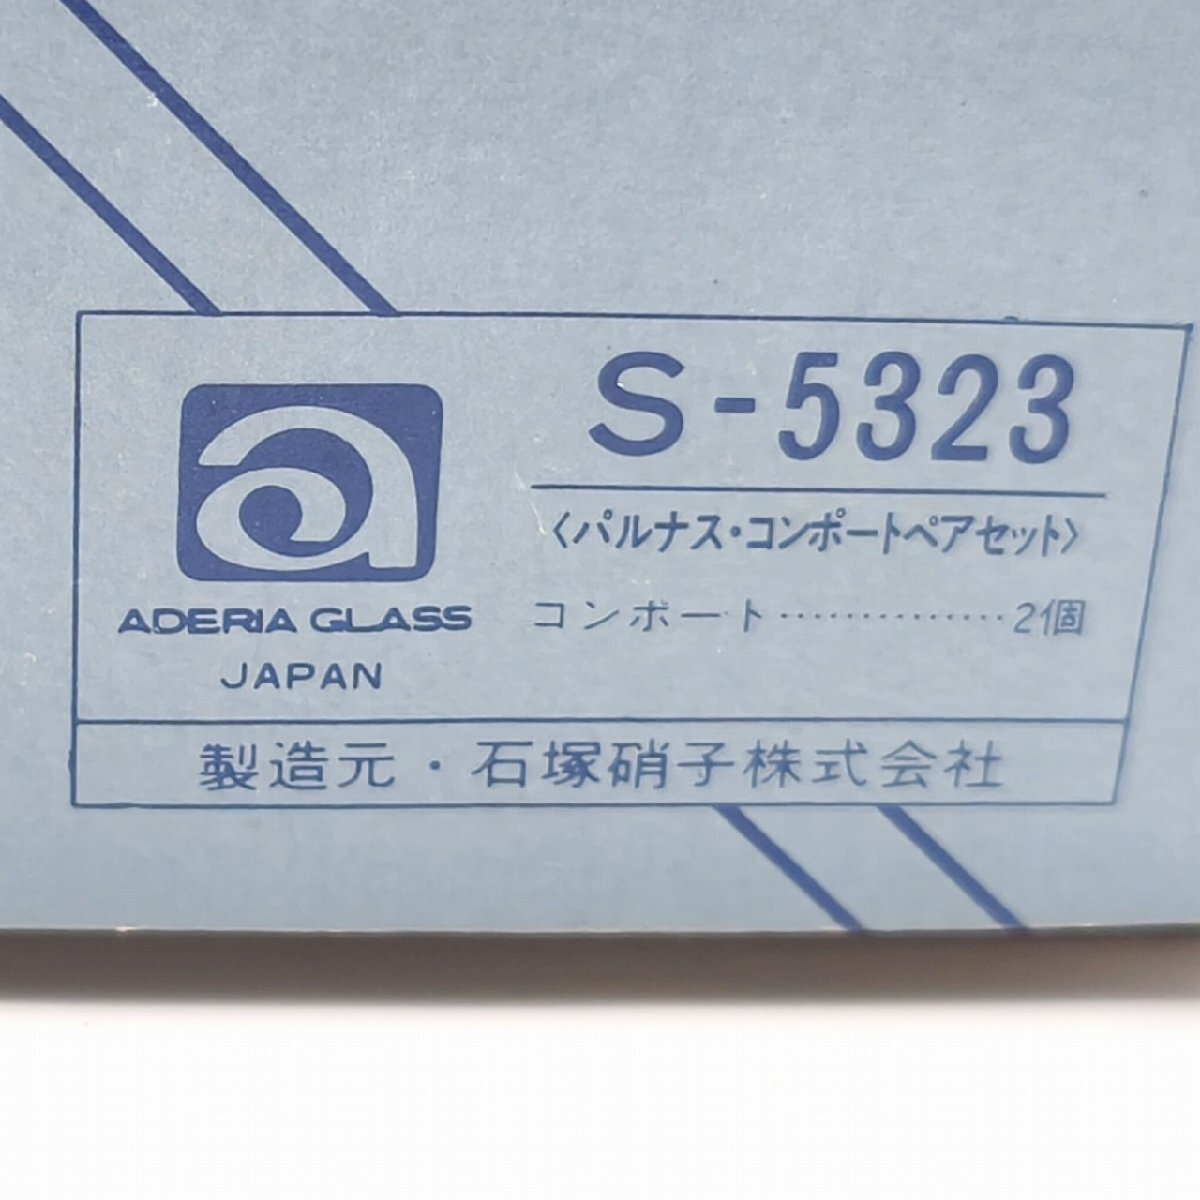 S-5323
〈パルナス・コンポートペアセット〉
コンポート……………2個
a
ADERIA GLASS
JAPAN
製造元・石塚硝子株式会社